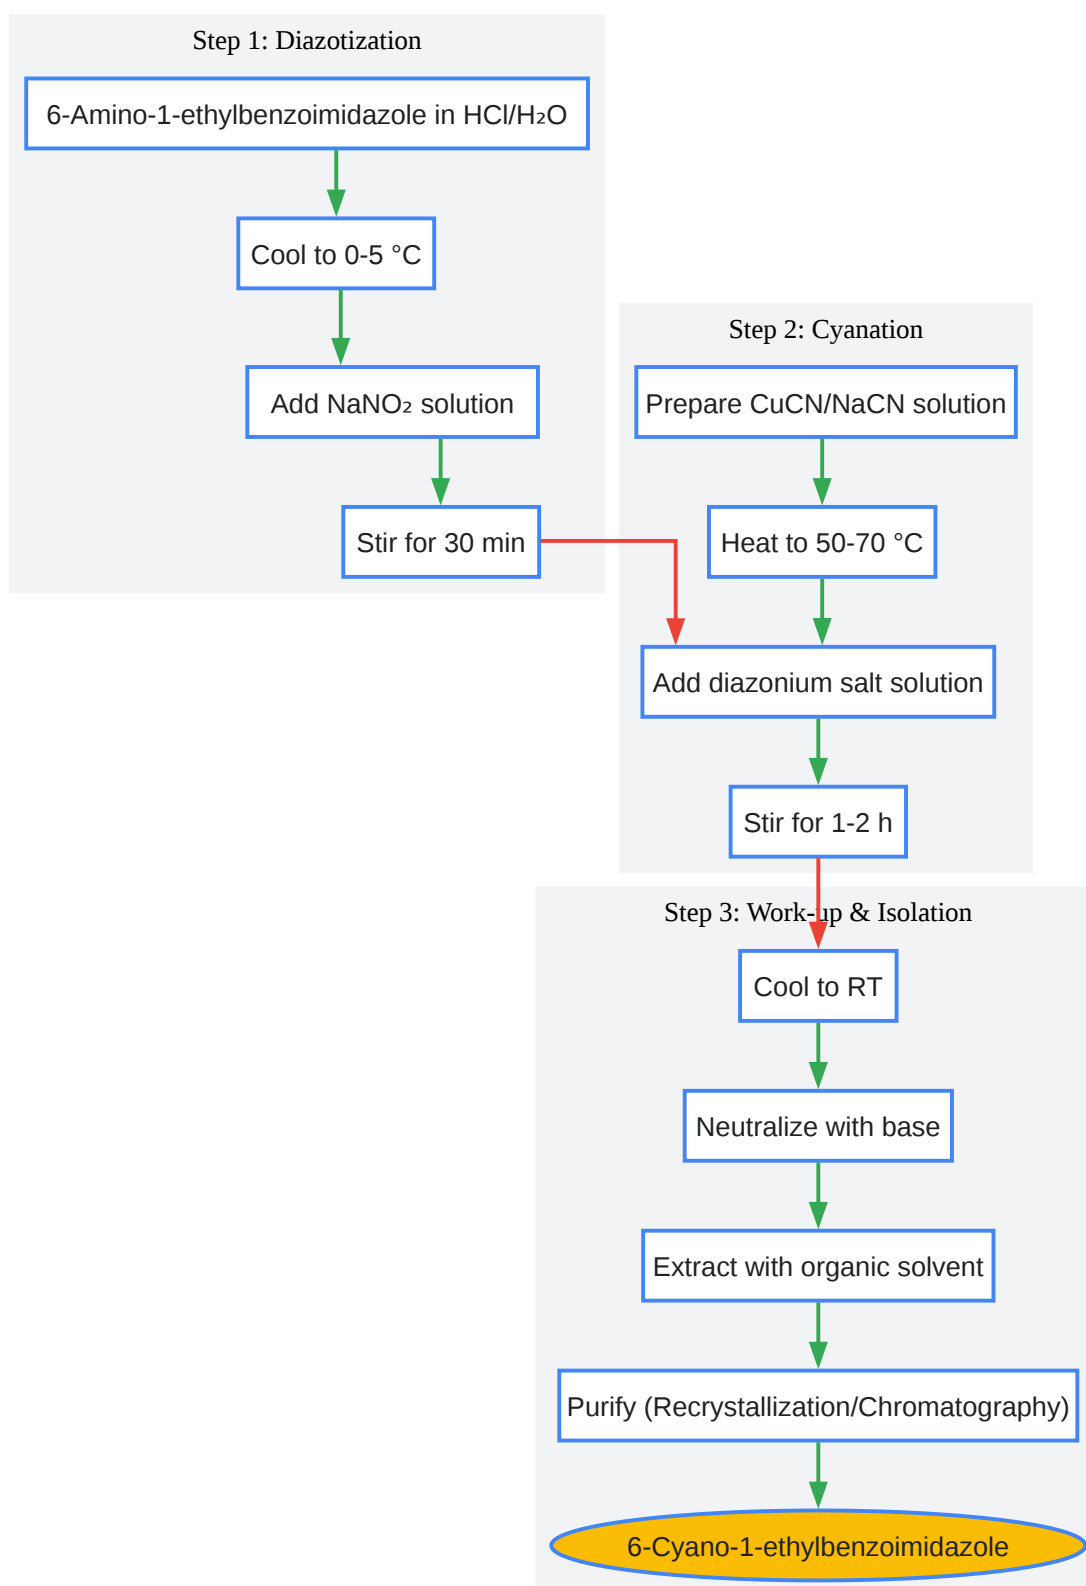 Step 1: Diazotization
6-Amino-1-ethylbenzoimidazole in HCl/H₂O
Cool to 0-5 °C
Add NaNO₂ solution
Stir for 30 min
Step 2: Cyanation
Prepare CuCN/NaCN solution
Heat to 50-70 °C
Add diazonium salt solution
Stir for 1-2 h
Step 3: Work-up & Isolation
Cool to RT
Neutralize with base
Extract with organic solvent
Purify (Recrystallization/Chromatography)
6-Cyano-1-ethylbenzoimidazole